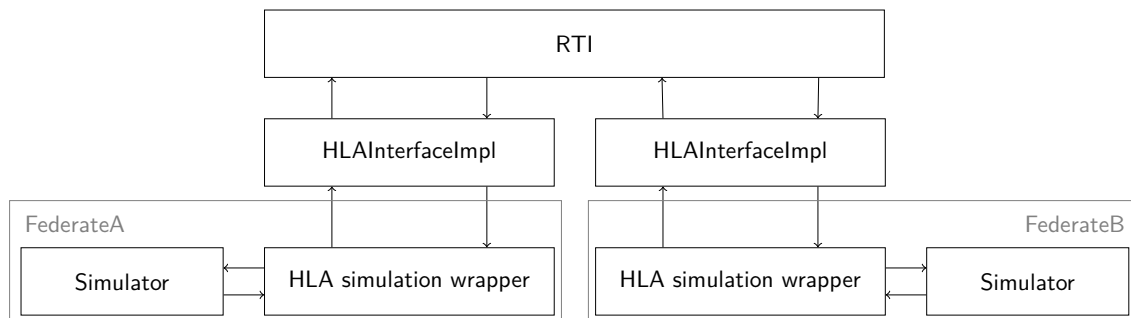 RTI
HLAInterfaceImpl
HLAInterfaceImpl
FederateA
FederateB
Simulator
HLA simulation wrapper
HLA simulation wrapper
Simulator